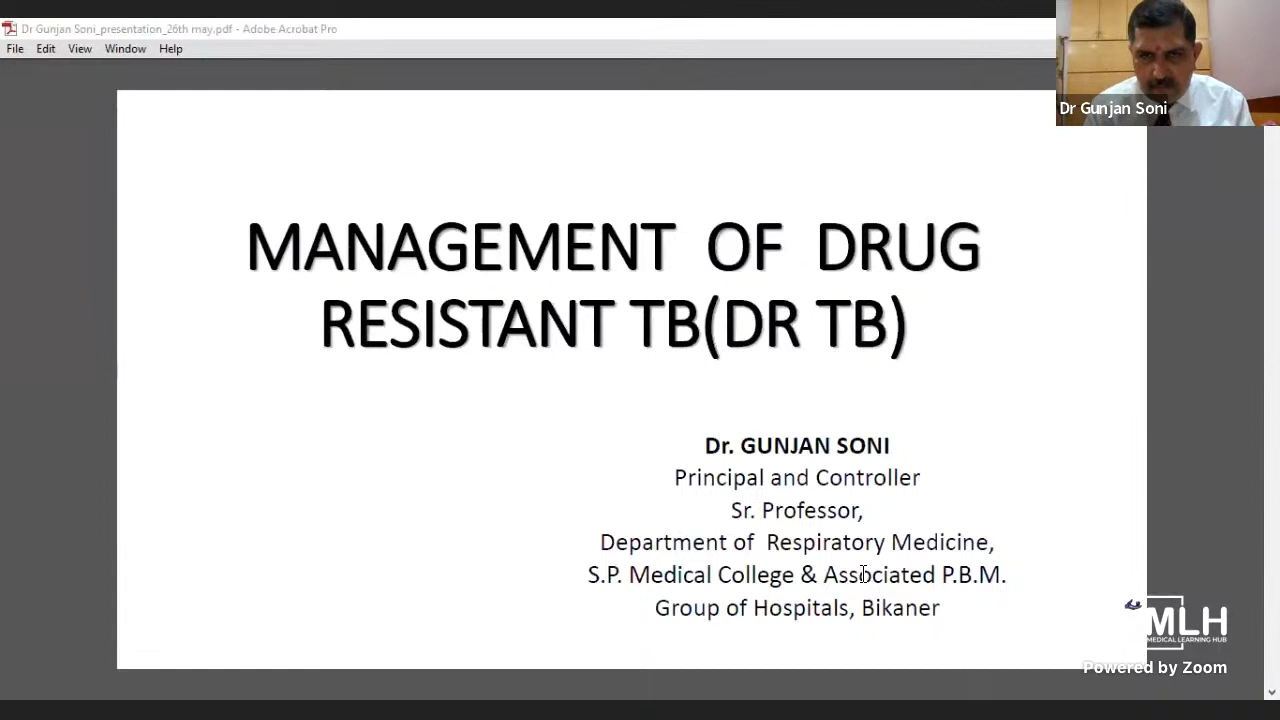 Dr Gunjan Soni_presentation_26th may.pdf - Adobe Acrobat Pro
File Edit View Window Help
Dr Gunjan Soni
MANAGEMENT OF DRUG
RESISTANT TB(DR TB)
Dr. GUNJAN SONI
Principal and Controller
Sr. Professor,
Department of Respiratory Medicine,
S.P. Medical College & Associated P.B.M.
Group of Hospitals, Bikaner
MLH
MEDICAL LEARNING HUB
Powered by Zoom